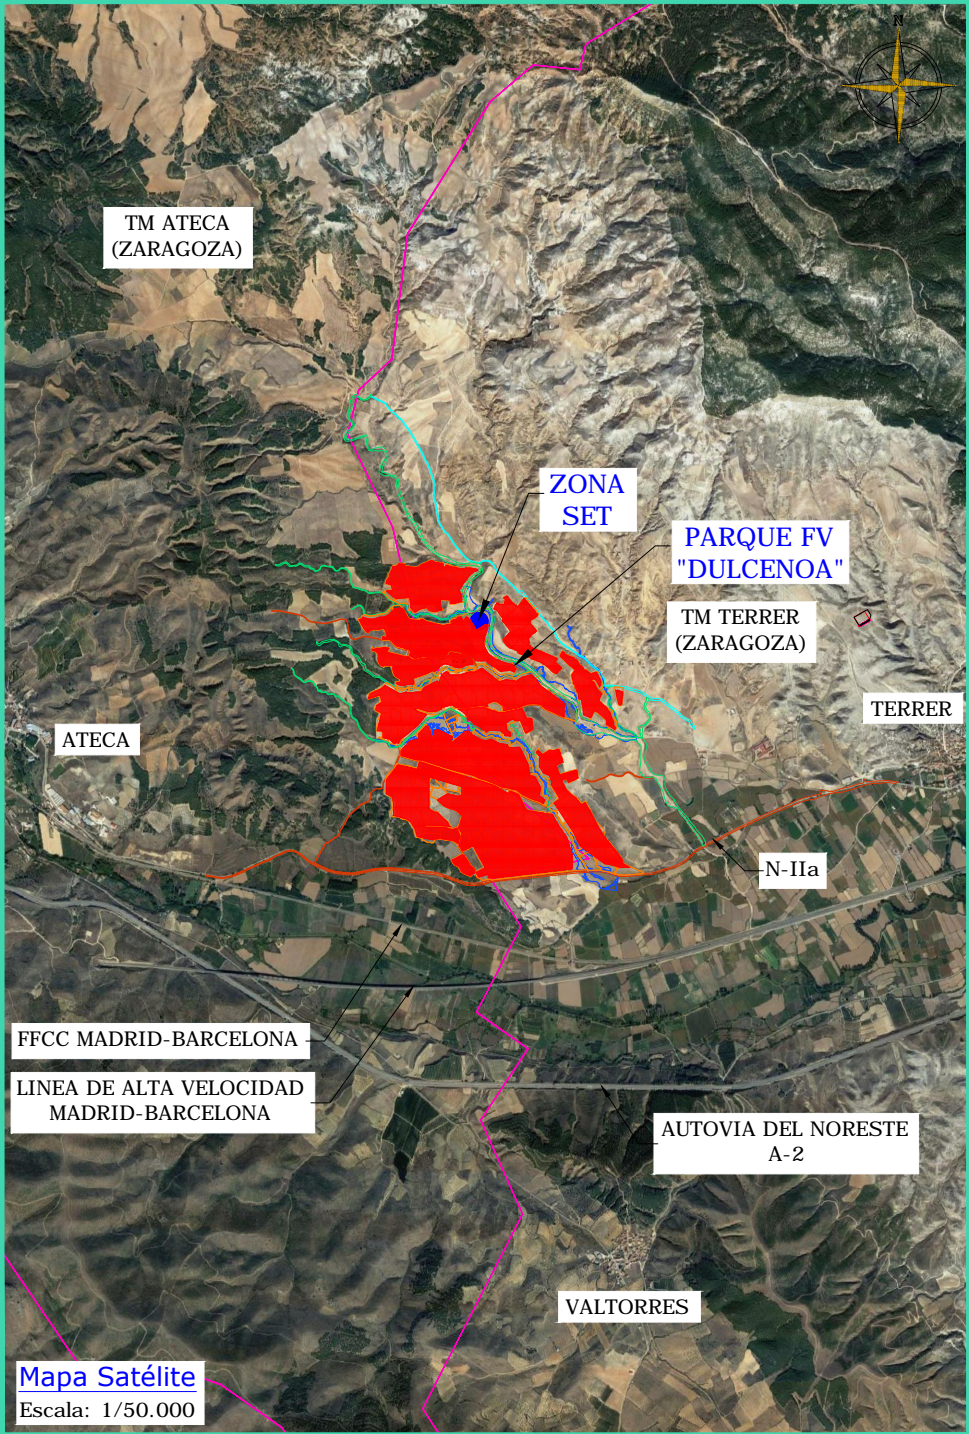 N
TM ATECA
(ZARAGOZA)
ZONA
SET
PARQUE FV
"DULCENOA"
TM TERRER
(ZARAGOZA)
TERRER
ATECA
N-IIa
FFCC MADRID-BARCELONA
LINEA DE ALTA VELOCIDAD
MADRID-BARCELONA
AUTOVIA DEL NORESTE
A-2
VALTORRES
Mapa Satélite
Escala: 1/50.000